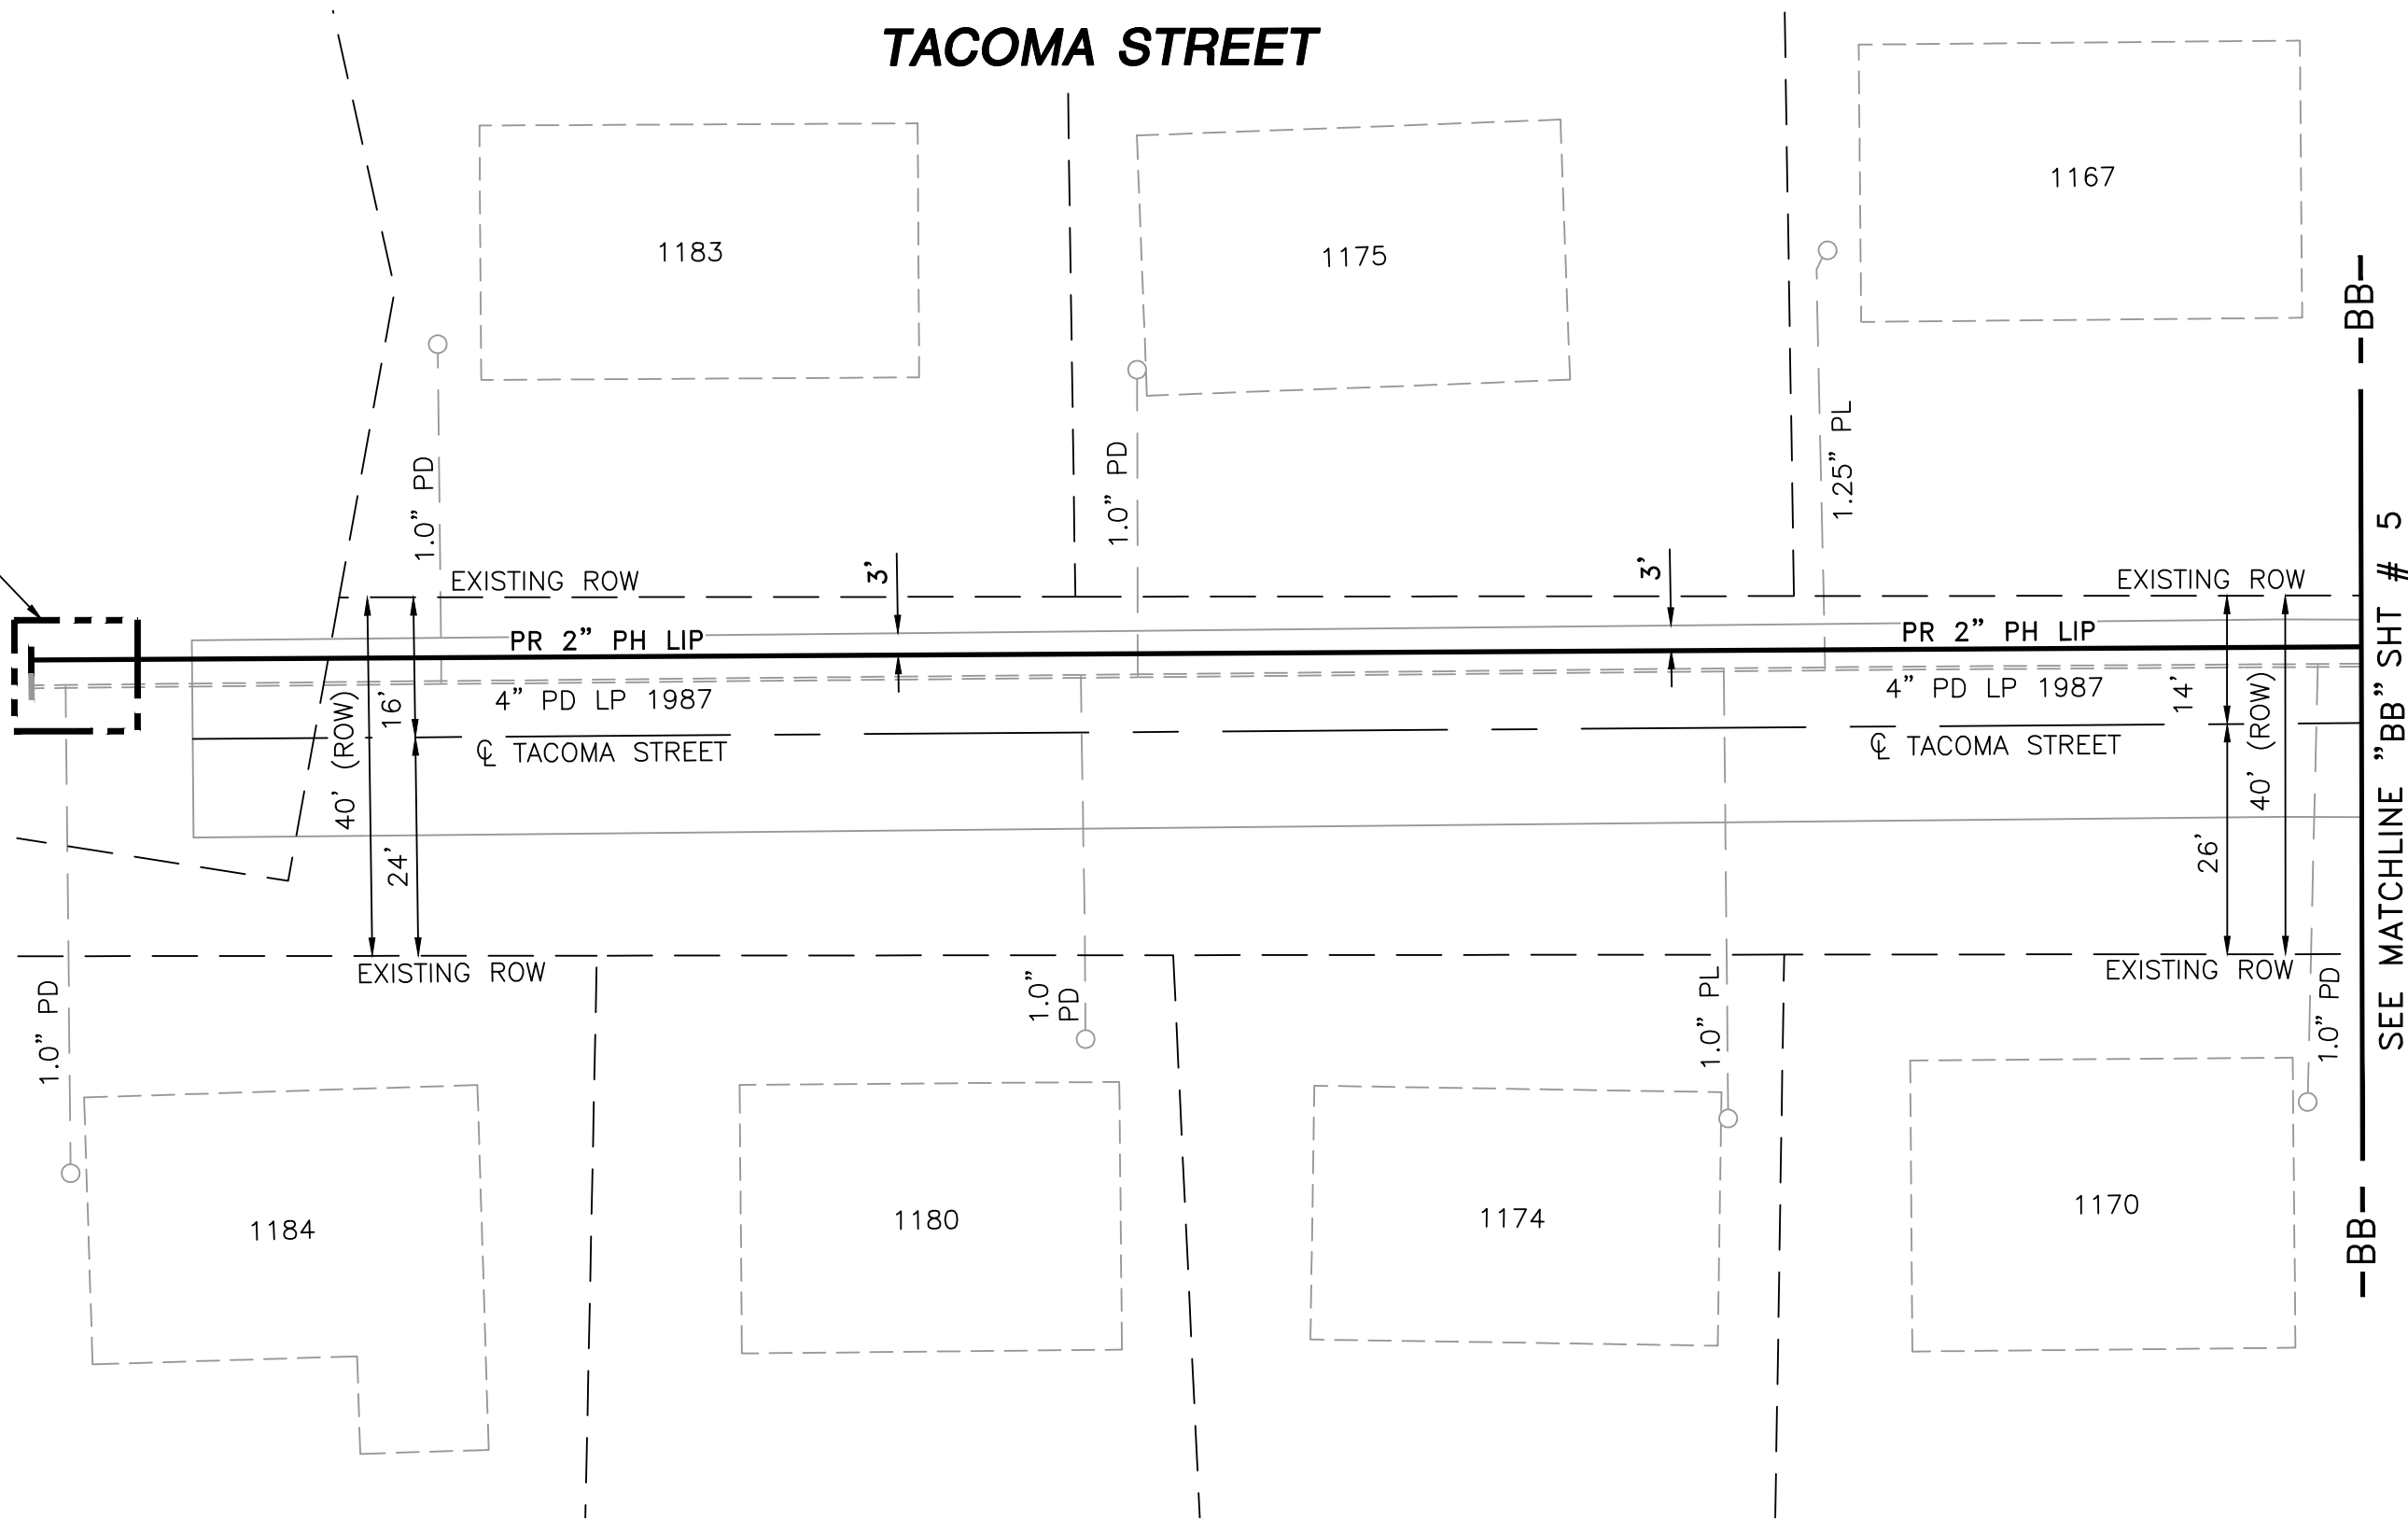 TACOMA STREET
1183
1175
1167
-BB-
1.0" PD
1.0" PD
1.25" PL
EXISTING ROW
3'
3'
EXISTING ROW
PR 2" PH LIP
PR 2" PH LIP
4" PD LP 1987
4" PD LP 1987
16'
40' (ROW)
24'
14'
40' (ROW)
26'
℄ TACOMA STREET
℄ TACOMA STREET
SEE MATCHLINE "BB" SHT # 5
EXISTING ROW
EXISTING ROW
1.0" PD
1.0"
PD
1.0" PL
1.0" PD
1184
1180
1174
1170
-BB-